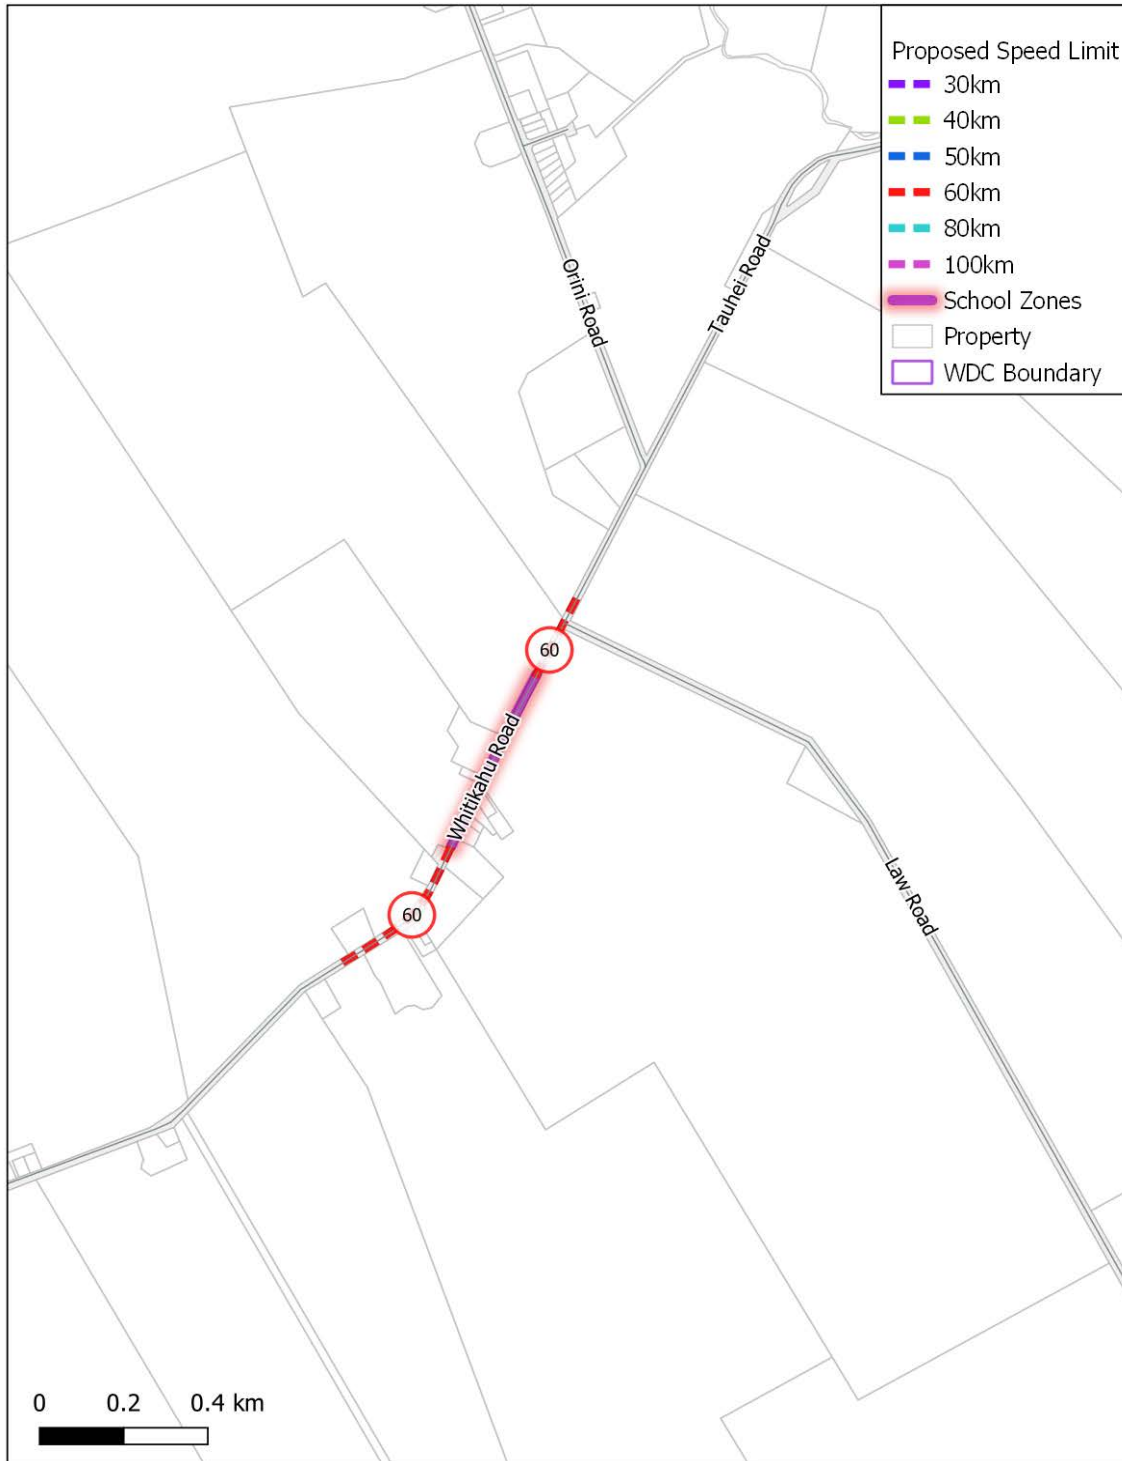 Proposed Speed Limit
30km
40km
50km
60km
80km
100km
School Zones
Property
WDC Boundary
Orini Road
Tauhei Road
60
Whitikahu Road
60
Law Road
0 0.2 0.4 km